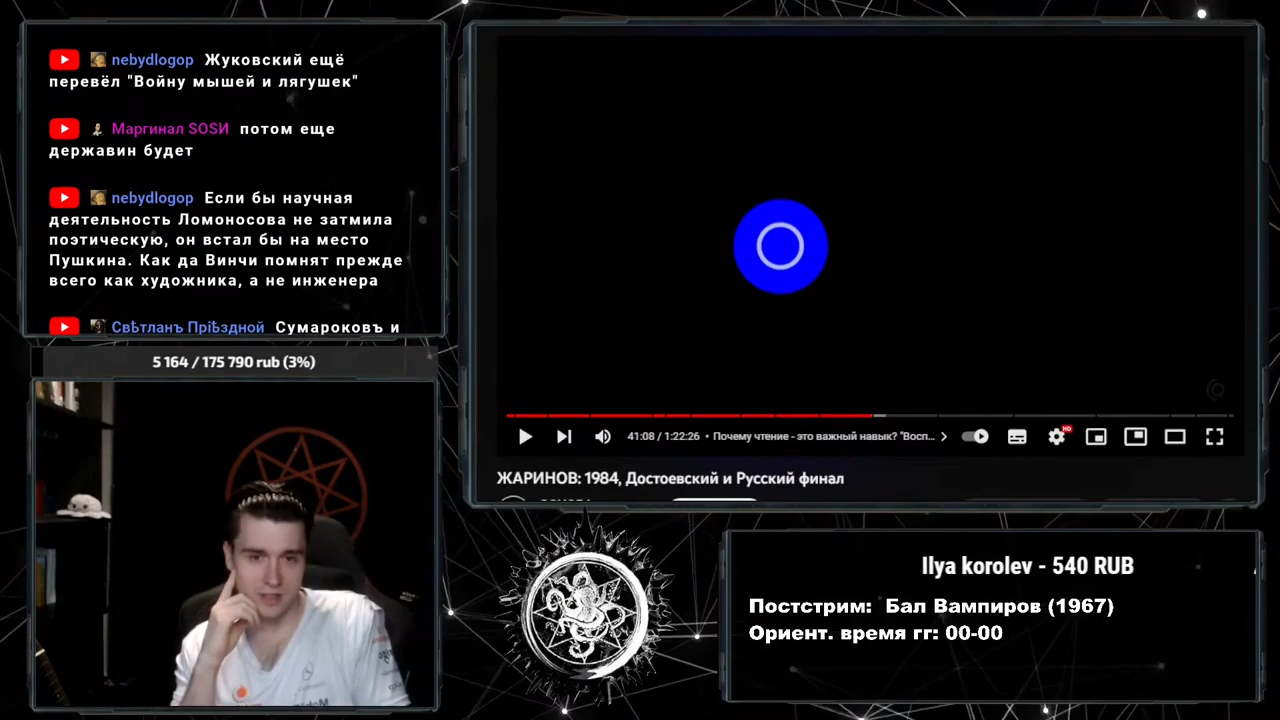 nebydlogop Жуковский ещё
перевёл "Войну мышей и лягушек"
Маргинал SOSИ потом еще
державин будет
nebydlogop Если бы научная
деятельность Ломоносова не затмила
поэтическую, он встал бы на место
Пушкина. Как да Винчи помнят прежде
всего как художника, а не инженера
Свѣтланъ Пріѣздной Сумароковъ и
5 164 / 175 790 rub (3%)
41:08 / 1:22:26 • Почему чтение - это важный навык? "Восп...
HD
ЖАРИНОВ: 1984, Достоевский и Русский финал
Ilya korolev - 540 RUB
Постстрим: Бал Вампиров (1967)
Ориент. время гг: 00-00